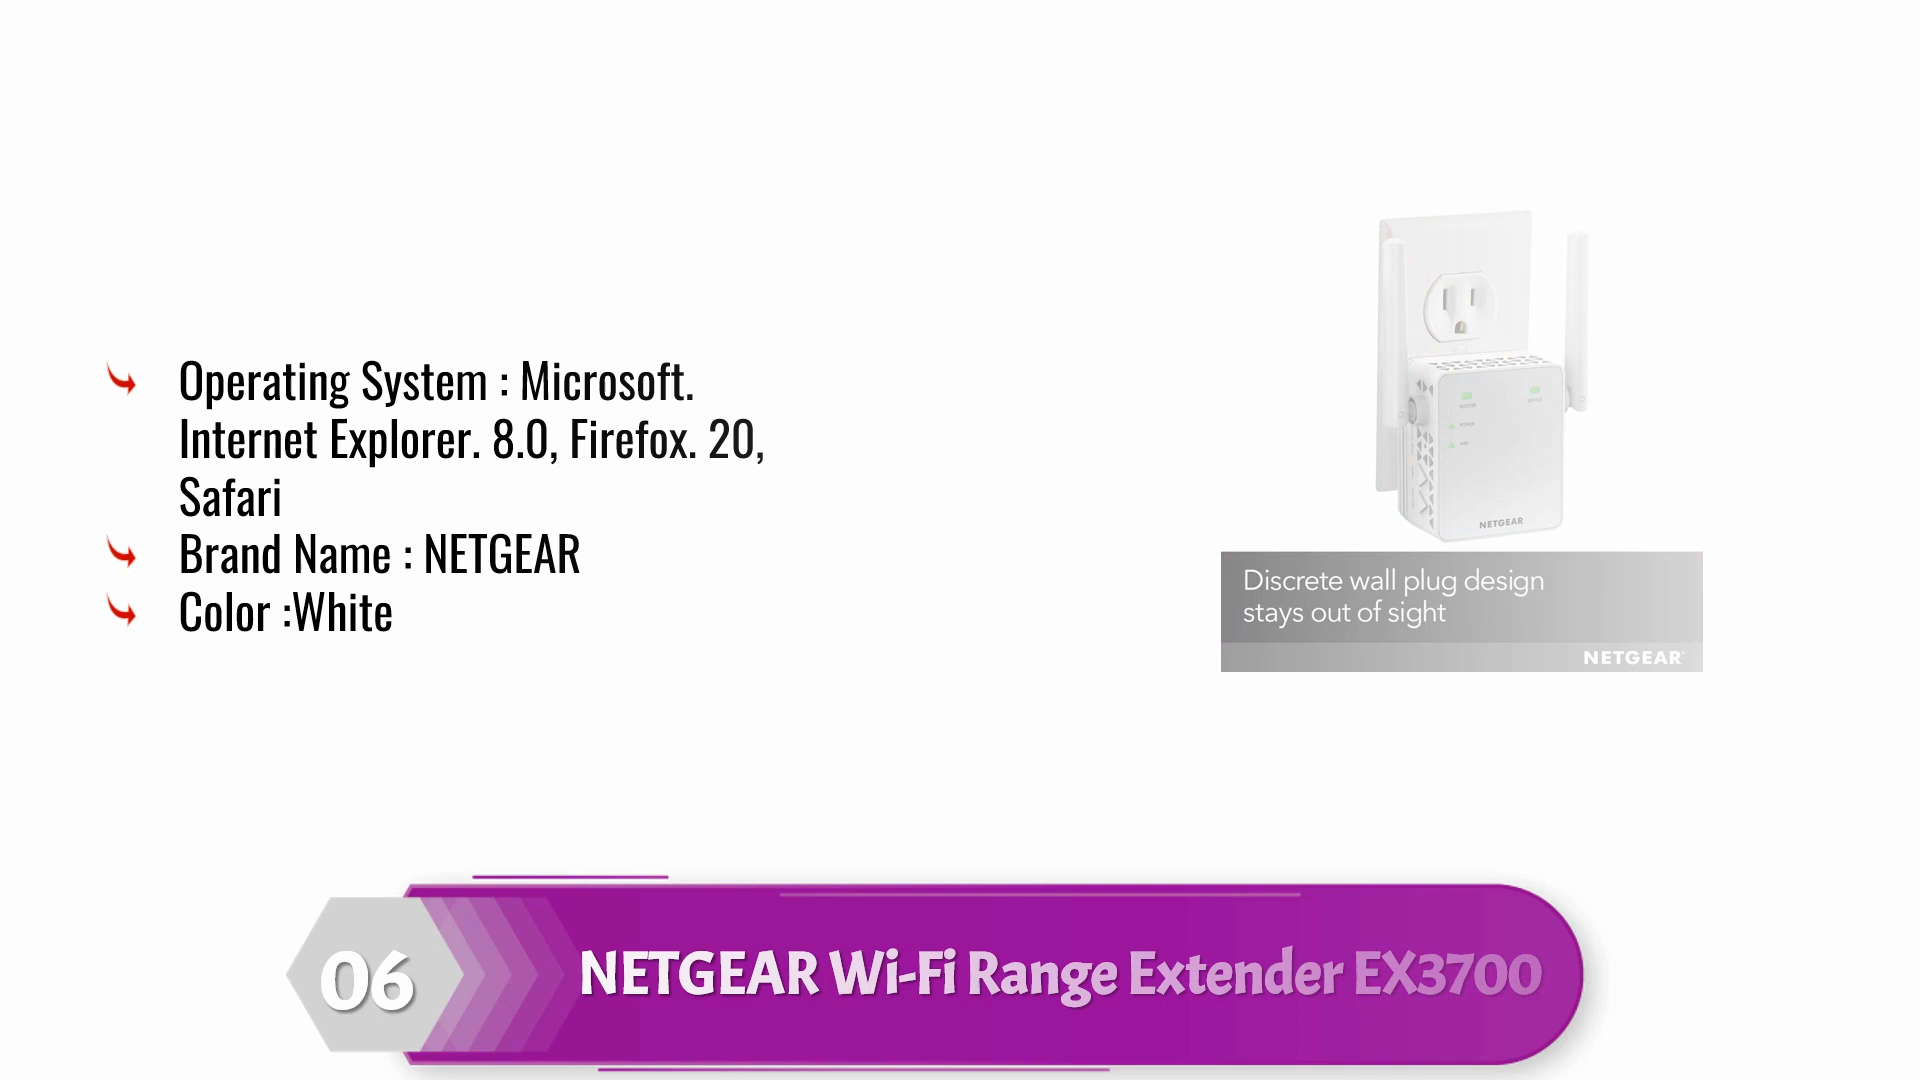 Operating System : Microsoft.
Internet Explorer. 8.0, Firefox. 20,
Safari
Brand Name : NETGEAR
Color :White
NETGEAR
Discrete wall plug design
stays out of sight
NETGEAR
06
NETGEAR Wi-Fi Range Extender EX3700